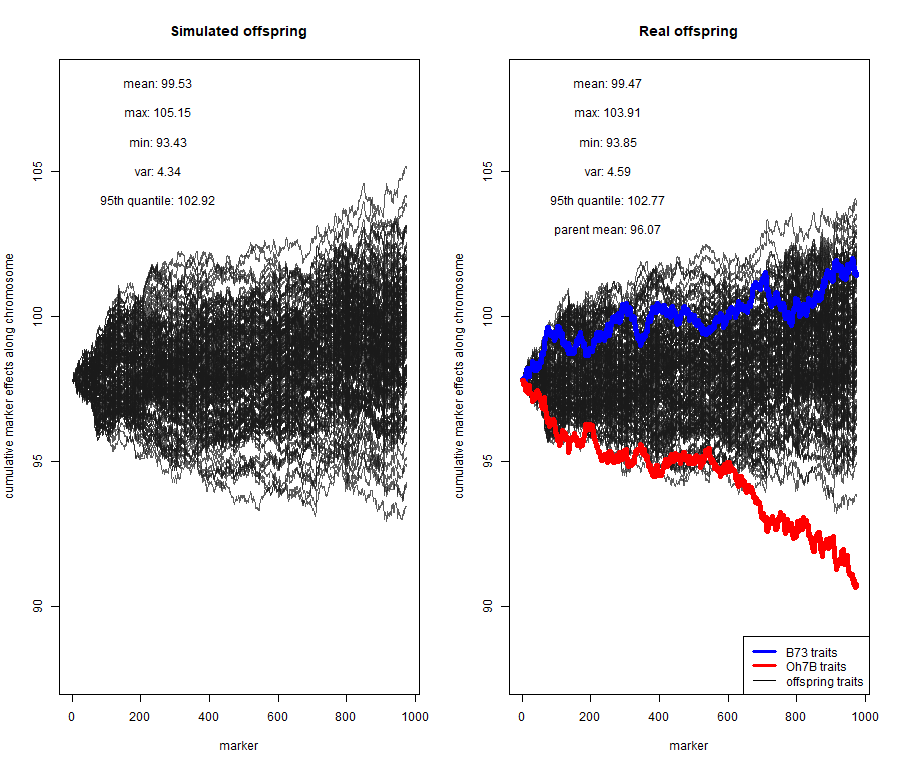 Simulated offspring
mean: 99.53
max: 105.15
min: 93.43
var: 4.34
95th quantile: 102.92
cumulative marker effects along chromosome
90
95
100
105
0 200 400 600 800 1000
marker
Real offspring
mean: 99.47
max: 103.91
min: 93.85
var: 4.59
95th quantile: 102.77
parent mean: 96.07
cumulative marker effects along chromosome
90
95
100
105
B73 traits
Oh7B traits
offspring traits
0 200 400 600 800 1000
marker